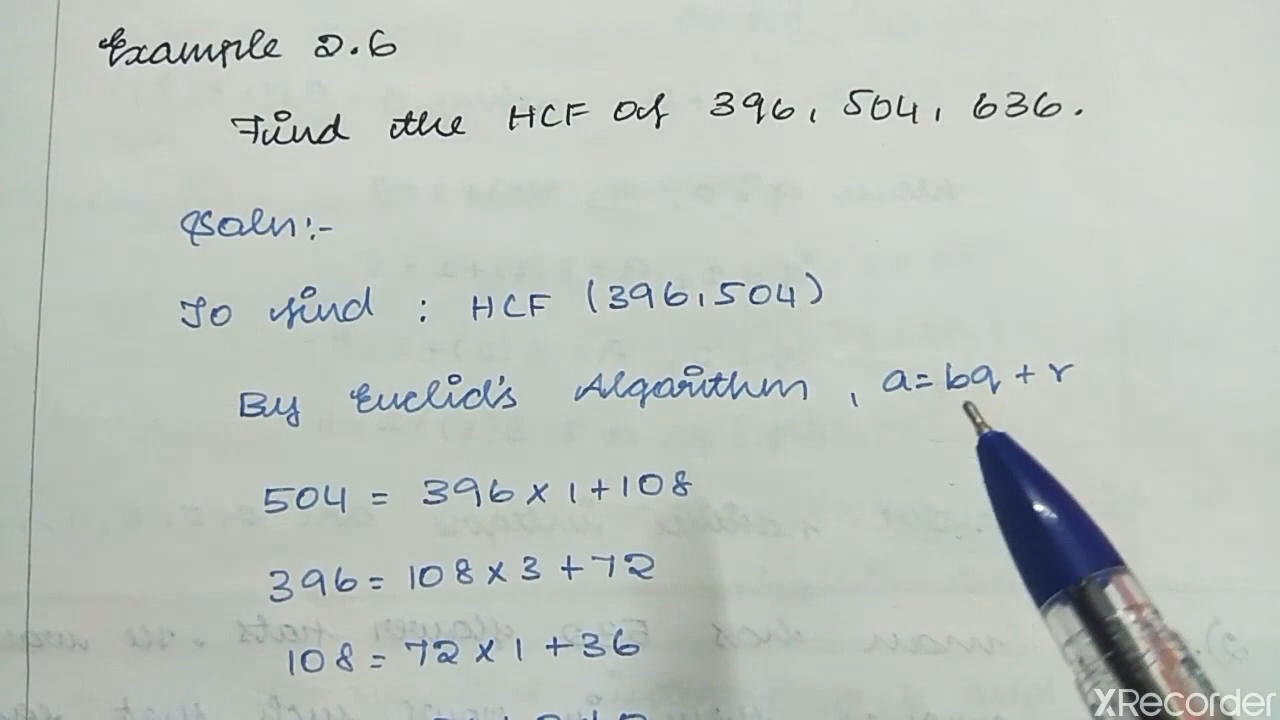 Example 2.6
Find the HCF of 396, 504, 636.
Soln:-
To find : HCF (396, 504)
By Euclid's Algorithm, a=bq+r
504 = 396 × 1 + 108
396 = 108 × 3 + 72
108 = 72 × 1 + 36
XRecorder